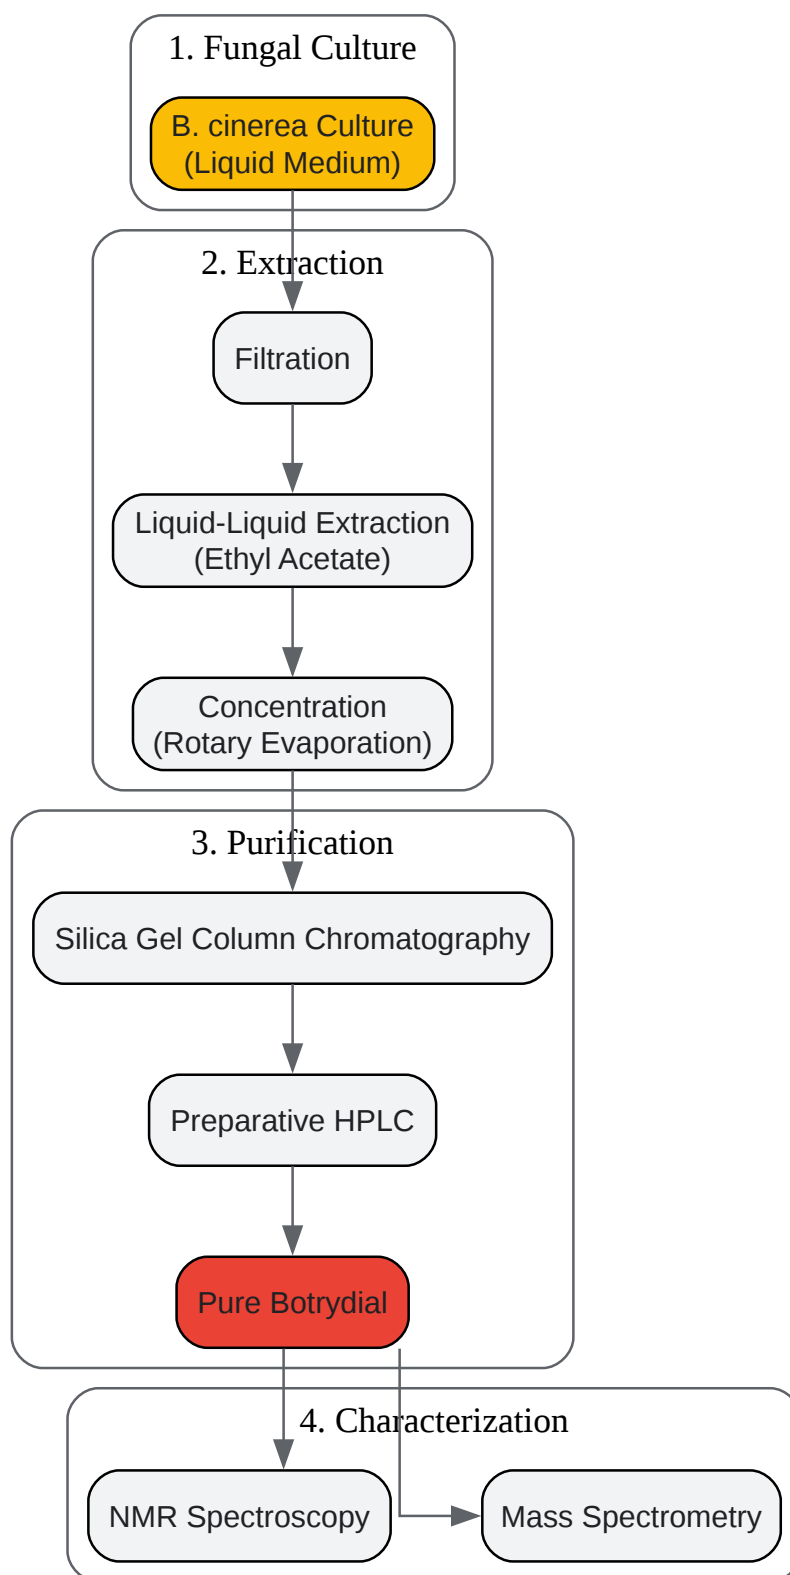 1. Fungal Culture
B. cinerea Culture
(Liquid Medium)
2. Extraction
Filtration
Liquid-Liquid Extraction
(Ethyl Acetate)
Concentration
(Rotary Evaporation)
3. Purification
Silica Gel Column Chromatography
Preparative HPLC
Pure Botrydial
4. Characterization
NMR Spectroscopy
Mass Spectrometry